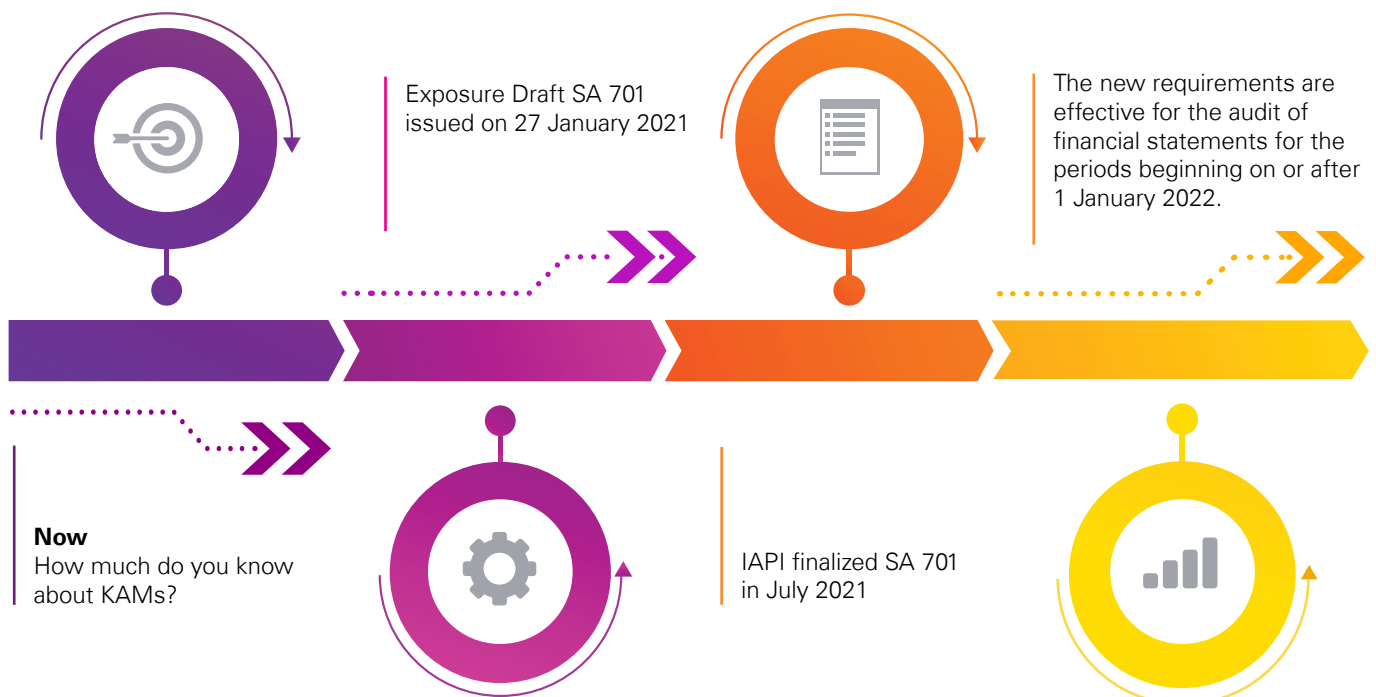 Exposure Draft SA 701
issued on 27 January 2021
The new requirements are
effective for the audit of
financial statements for the
periods beginning on or after
1 January 2022.
Now
How much do you know
about KAMs?
IAPI finalized SA 701
in July 2021